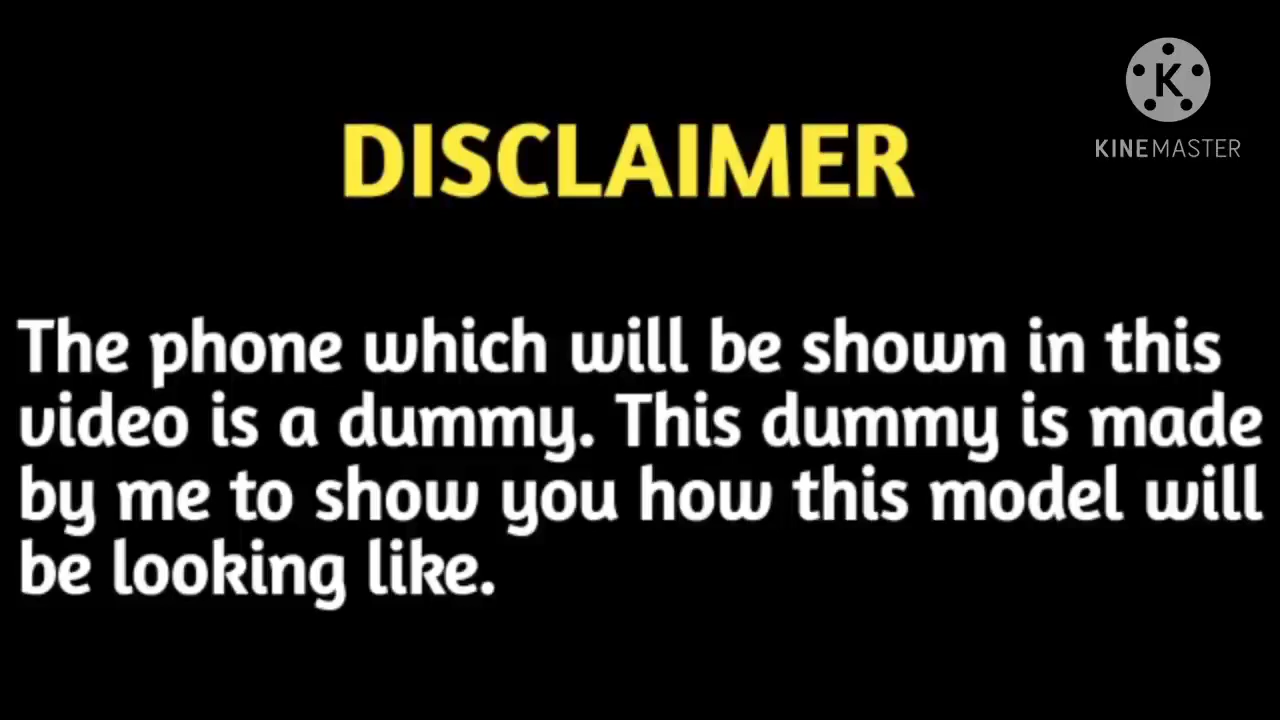 K
KINEMASTER
DISCLAIMER
The phone which will be shown in this
video is a dummy. This dummy is made
by me to show you how this model will
be looking like.